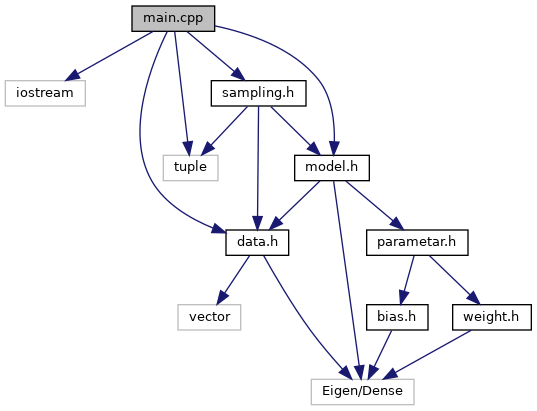 main.cpp
iostream
sampling.h
tuple
model.h
data.h
parametar.h
vector
bias.h
weight.h
Eigen/Dense